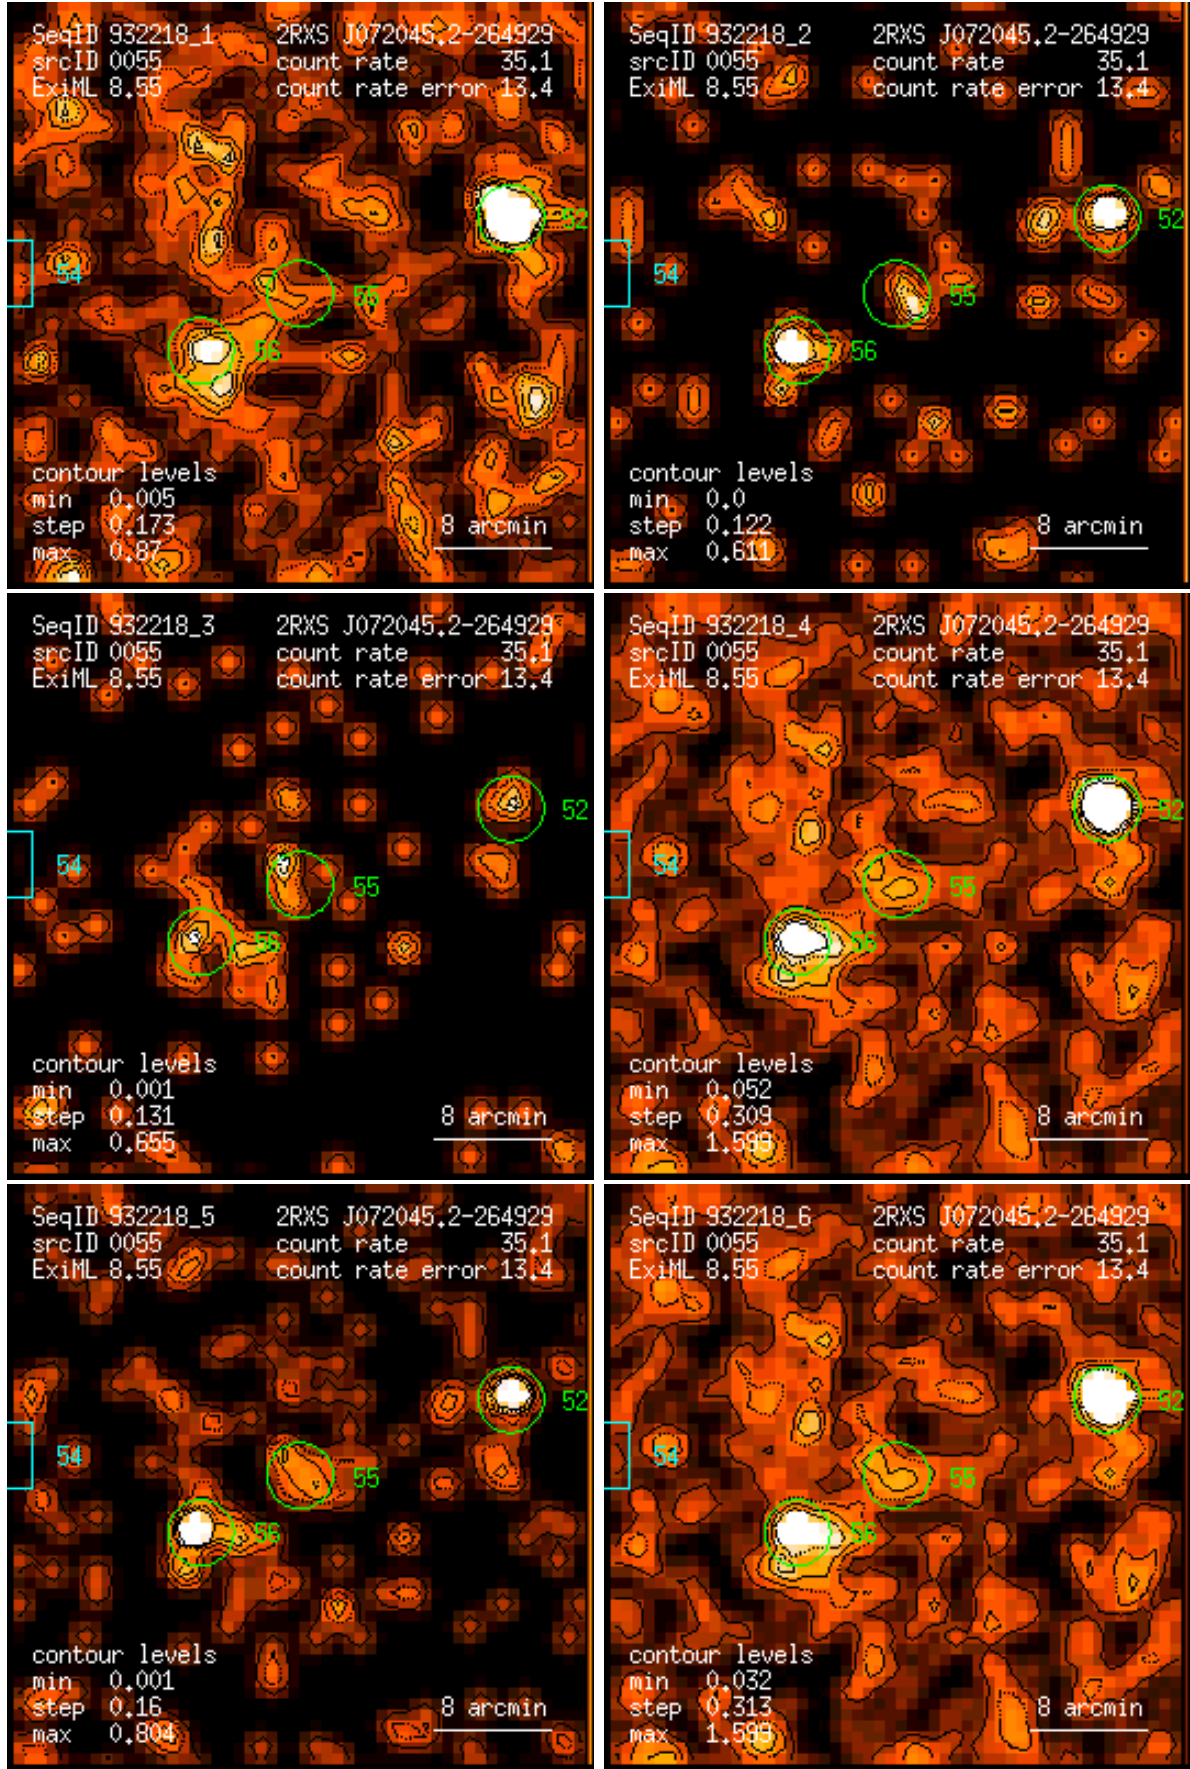 SeqID 932218_1 2RXS J072045.2-264929
srcID 0055 count rate 35.1
ExiML 8.55 count rate error 13.4
52
54
55
56
contour levels
min 0.005
step 0.173
max 0.87
8 arcmin
SeqID 932218_2 2RXS J072045.2-264929
srcID 0055 count rate 35.1
ExiML 8.55 count rate error 13.4
52
54
55
56
contour levels
min 0.0
step 0.122
max 0.611
8 arcmin
SeqID 932218_3 2RXS J072045.2-264929
srcID 0055 count rate 35.1
ExiML 8.55 count rate error 13.4
52
54
55
56
contour levels
min 0.001
step 0.131
max 0.655
8 arcmin
SeqID 932218_4 2RXS J072045.2-264929
srcID 0055 count rate 35.1
ExiML 8.55 count rate error 13.4
52
54
55
56
contour levels
min 0.052
step 0.309
max 1.599
8 arcmin
SeqID 932218_5 2RXS J072045.2-264929
srcID 0055 count rate 35.1
ExiML 8.55 count rate error 13.4
52
54
55
56
contour levels
min 0.001
step 0.16
max 0.804
8 arcmin
SeqID 932218_6 2RXS J072045.2-264929
srcID 0055 count rate 35.1
ExiML 8.55 count rate error 13.4
52
54
55
56
contour levels
min 0.032
step 0.313
max 1.599
8 arcmin